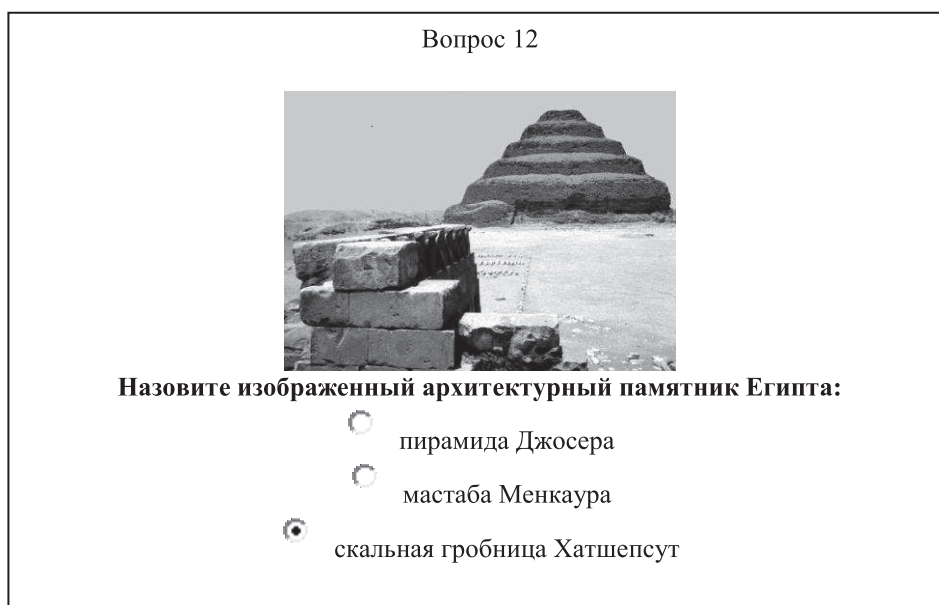 Вопрос 12
Назовите изображенный архитектурный памятник Египта:
пирамида Джосера
мастаба Менкаура
скальная гробница Хатшепсут